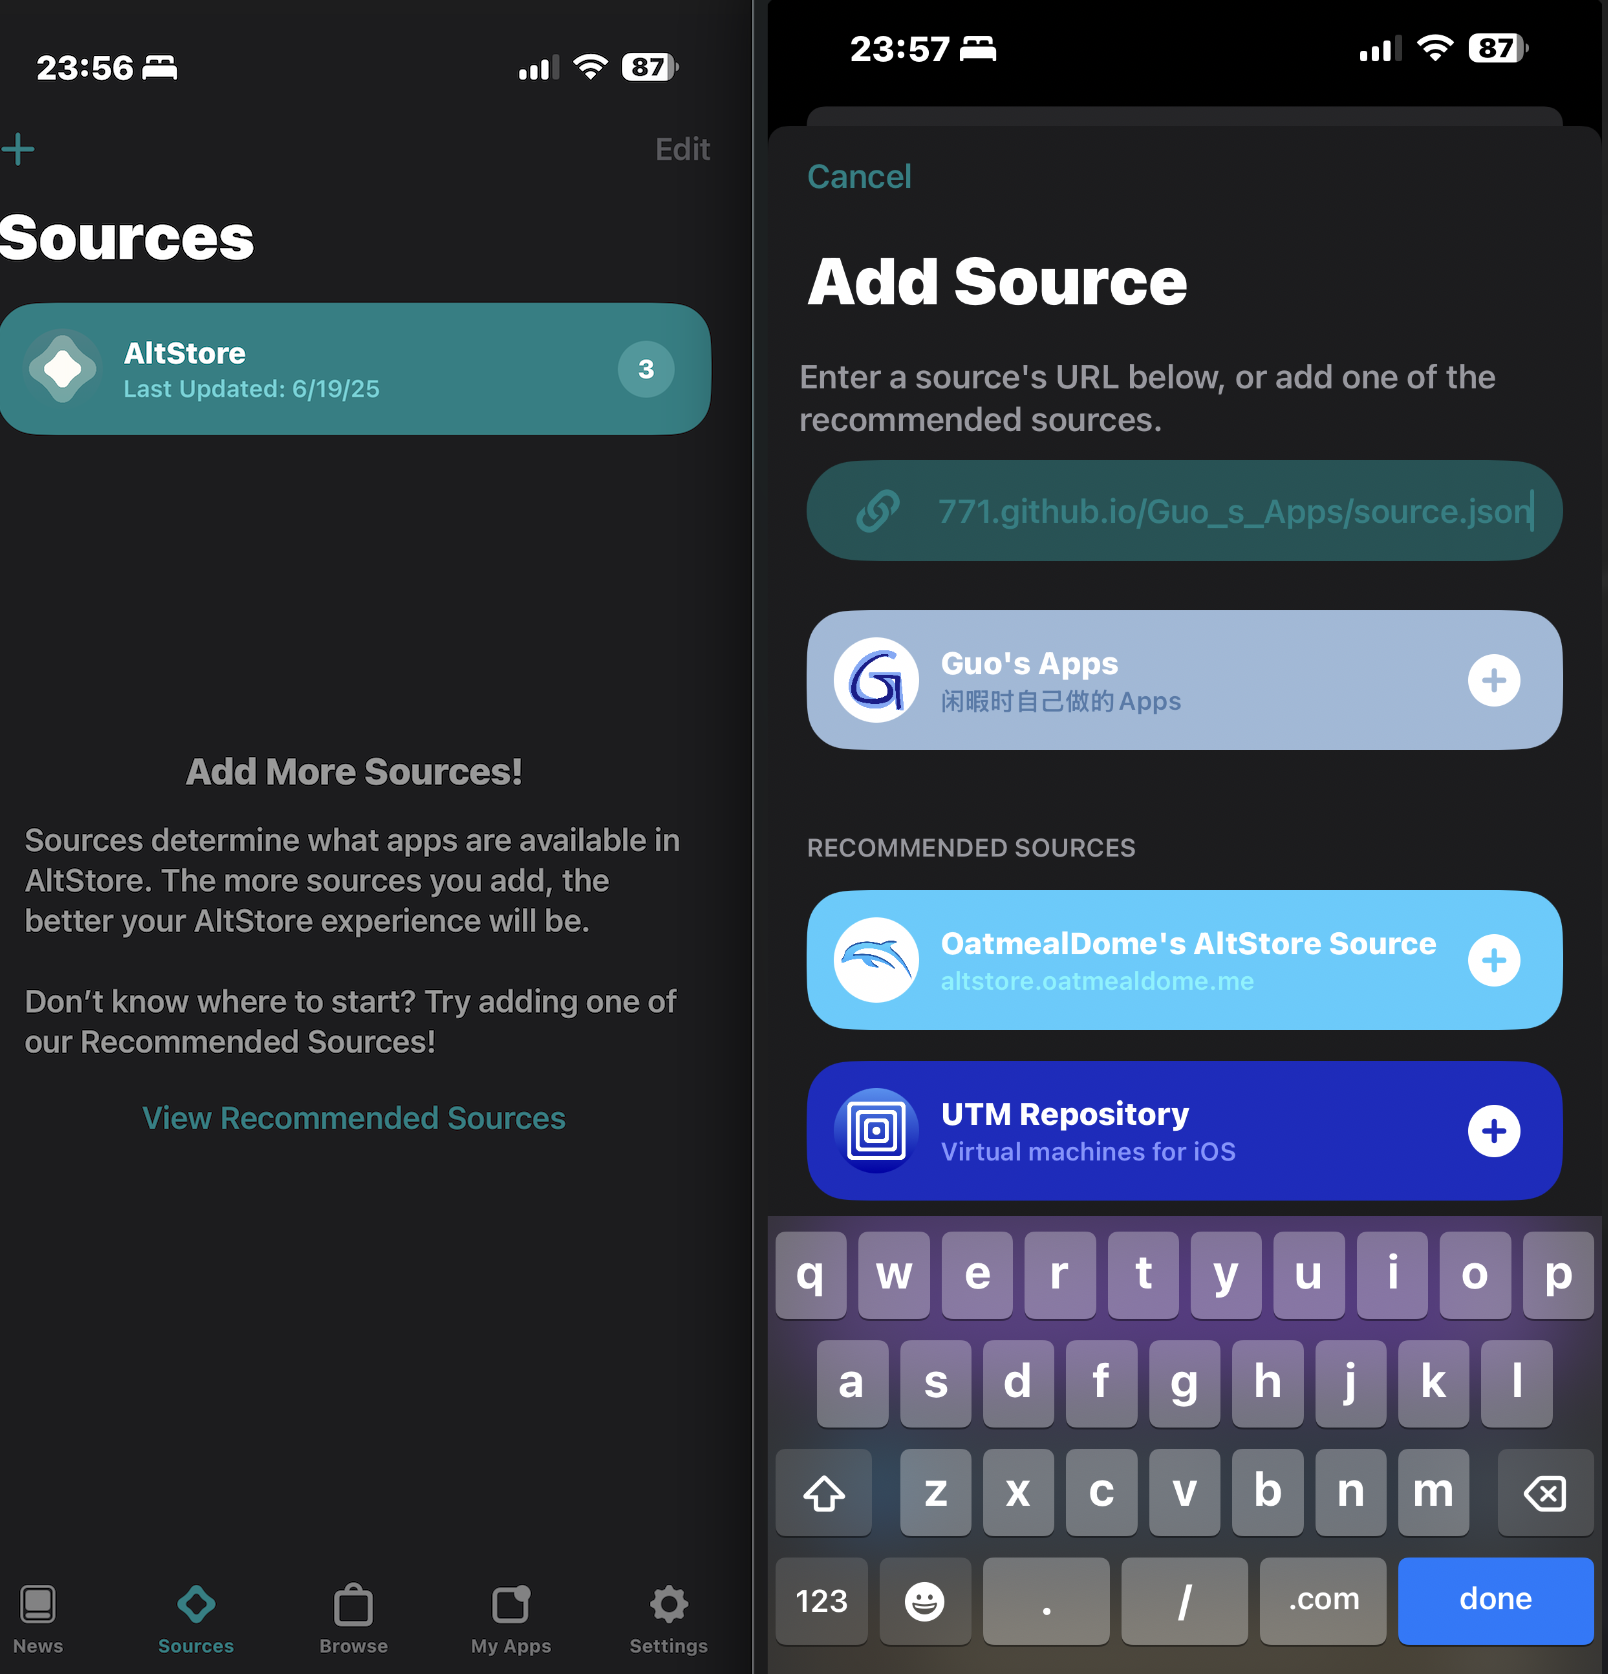 23:56
87
Edit
Sources
AltStore
Last Updated: 6/19/25
3
Add More Sources!
Sources determine what apps are available in
AltStore. The more sources you add, the
better your AltStore experience will be.
Don’t know where to start? Try adding one of
our Recommended Sources!
View Recommended Sources
News
Sources
Browse
My Apps
Settings
23:57
87
Cancel
Add Source
Enter a source's URL below, or add one of the
recommended sources.
771.github.io/Guo_s_Apps/source.json
G
Guo's Apps
闲暇时自己做的Apps
RECOMMENDED SOURCES
OatmealDome's AltStore Source
altstore.oatmealdome.me
UTM Repository
Virtual machines for iOS
q w e r t y u i o p
a s d f g h j k l
z x c v b n m
123 . / .com done